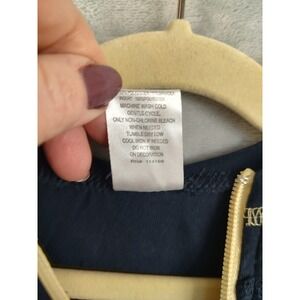 MACHINE WASH COLD
GENTLE CYCLE,
ONLY NON-CHLORINE BLEACH
WHEN NEEDED
TUMBLE DRY LOW
COOL IRON IF NEEDED
DO NOT IRON
ON DECORATION